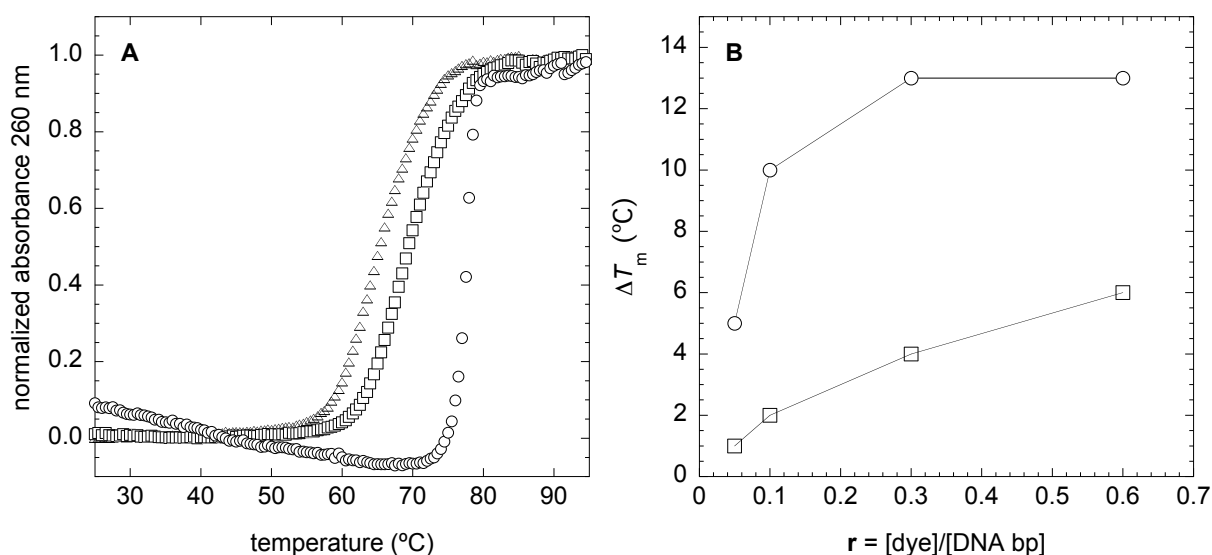 A
normalized absorbance 260 nm
1.0
0.8
0.6
0.4
0.2
0.0
30 40 50 60 70 80 90
temperature (ºC)
B
ΔTm (ºC)
14
12
10
8
6
4
2
0
0 0.1 0.2 0.3 0.4 0.5 0.6 0.7
r = [dye]/[DNA bp]